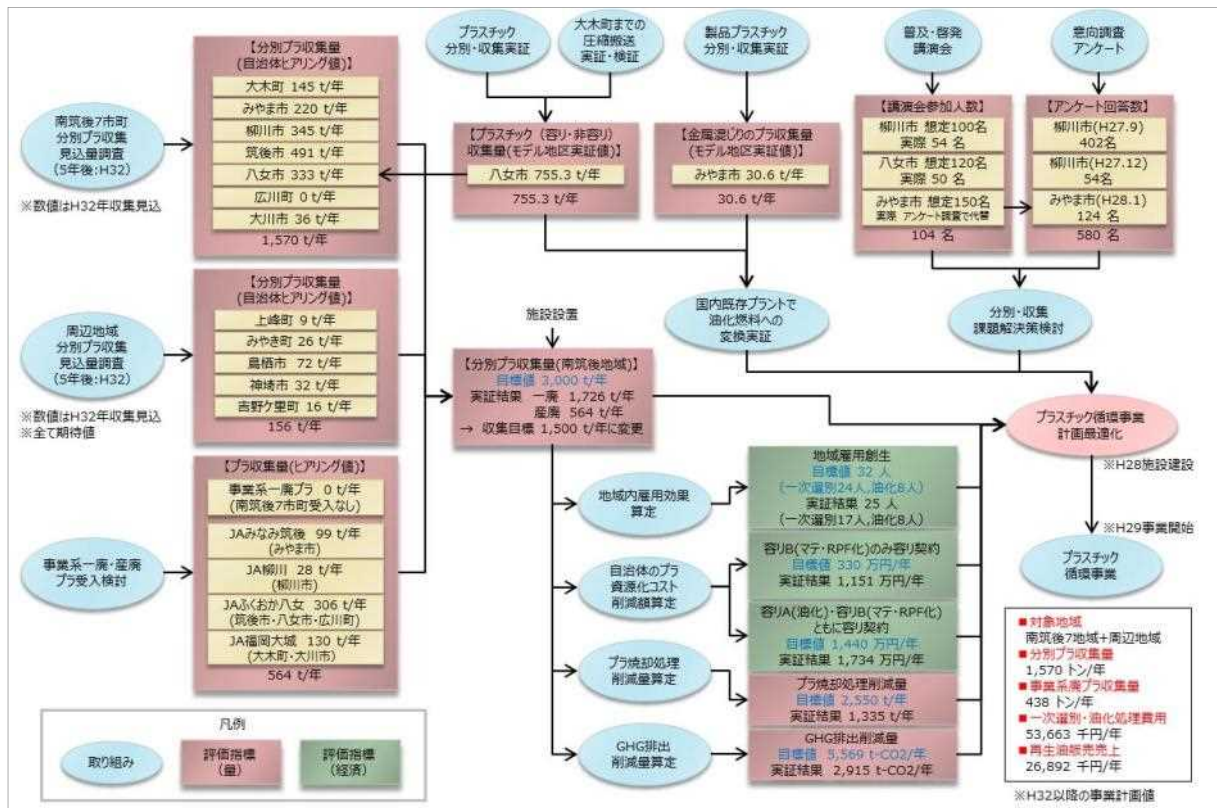 南筑後7市町
分別プラ収集
見込量調査
(5年後:H32)
※数値はH32年収集見込
【分別プラ収集量
(自治体ヒアリング値)】
大木町 145 t/年
みやま市 220 t/年
柳川市 345 t/年
筑後市 491 t/年
八女市 333 t/年
広川町 0 t/年
大川市 36 t/年
1,570 t/年
プラスチック
分別・収集実証
大木町までの
圧縮搬送
実証・検証
プラスチック (容リ・非容リ)
収集量(モデル地区実証値)】
八女市 755.3 t/年
755.3 t/年
製品プラスチック
分別・収集実証
【金属混じりのプラ収集量
(モデル地区実証値)】
みやま市 30.6 t/年
30.6 t/年
普及・啓発
講演会
【講演会参加人数】
柳川市 想定100名
実際 54 名
八女市 想定120名
実際 50 名
みやま市 想定150名
実際 アンケート調査で代替
104 名
意向調査
アンケート
【アンケート回答数】
柳川市(H27.9)
402名
柳川市(H27.12)
54名
みやま市(H28.1)
124 名
580 名
周辺地域
分別プラ収集
見込量調査
(5年後:H32)
※数値はH32年収集見込
※全て期待値
【分別プラ収集量
(自治体ヒアリング値)】
上峰町 9 t/年
みやき町 26 t/年
鳥栖市 72 t/年
神埼市 32 t/年
吉野ケ里町 16 t/年
156 t/年
施設設置
【分別プラ収集量(南筑後地域)】
目標値 3,000 t/年
実証結果 一廃 1,726 t/年
産廃 564 t/年
→ 収集目標 1,500 t/年に変更
国内既存プラントで
油化燃料への
変換実証
分別・収集
課題解決策検討
プラスチック循環事業
計画最適化
※H28施設建設
※H29事業開始
プラスチック
循環事業
事業系一廃・産廃
プラ受入検討
【プラ収集量(ヒアリング値)】
事業系一廃プラ 0 t/年
(南筑後7市町受入なし)
JAみなみ筑後 99 t/年
(みやま市)
JA柳川 28 t/年
(柳川市)
JAふくおか八女 306 t/年
(筑後市・八女市・広川町)
JA福岡大城 130 t/年
(大木町・大川市)
564 t/年
地域内雇用効果
算定
地域雇用創生
目標値 32 人
(一次選別24人,油化8人)
実証結果 25 人
(一次選別17人,油化8人)
自治体のプラ
資源化コスト
削減額算定
容リB(マテ・RPF化)のみ容リ契約
目標値 330 万円/年
実証結果 1,151 万円/年
容リA(油化)・容リB(マテ・RPF化)
ともに容リ契約
目標値 1,440 万円/年
実証結果 1,734 万円/年
プラ焼却処理
削減量算定
プラ焼却処理削減量
目標値 2,550 t/年
実証結果 1,335 t/年
GHG排出
削減量算定
GHG排出削減量
目標値 5,569 t-CO2/年
実証結果 2,915 t-CO2/年
■対象地域
南筑後7地域+周辺地域
■分別プラ収集量
1,570 トン/年
■事業系廃プラ収集量
438 トン/年
■一次選別・油化処理費用
53,663 千円/年
■再生油販売売上
26,892 千円/年
※H32以降の事業計画値
凡例
取り組み
評価指標
(量)
評価指標
(経済)